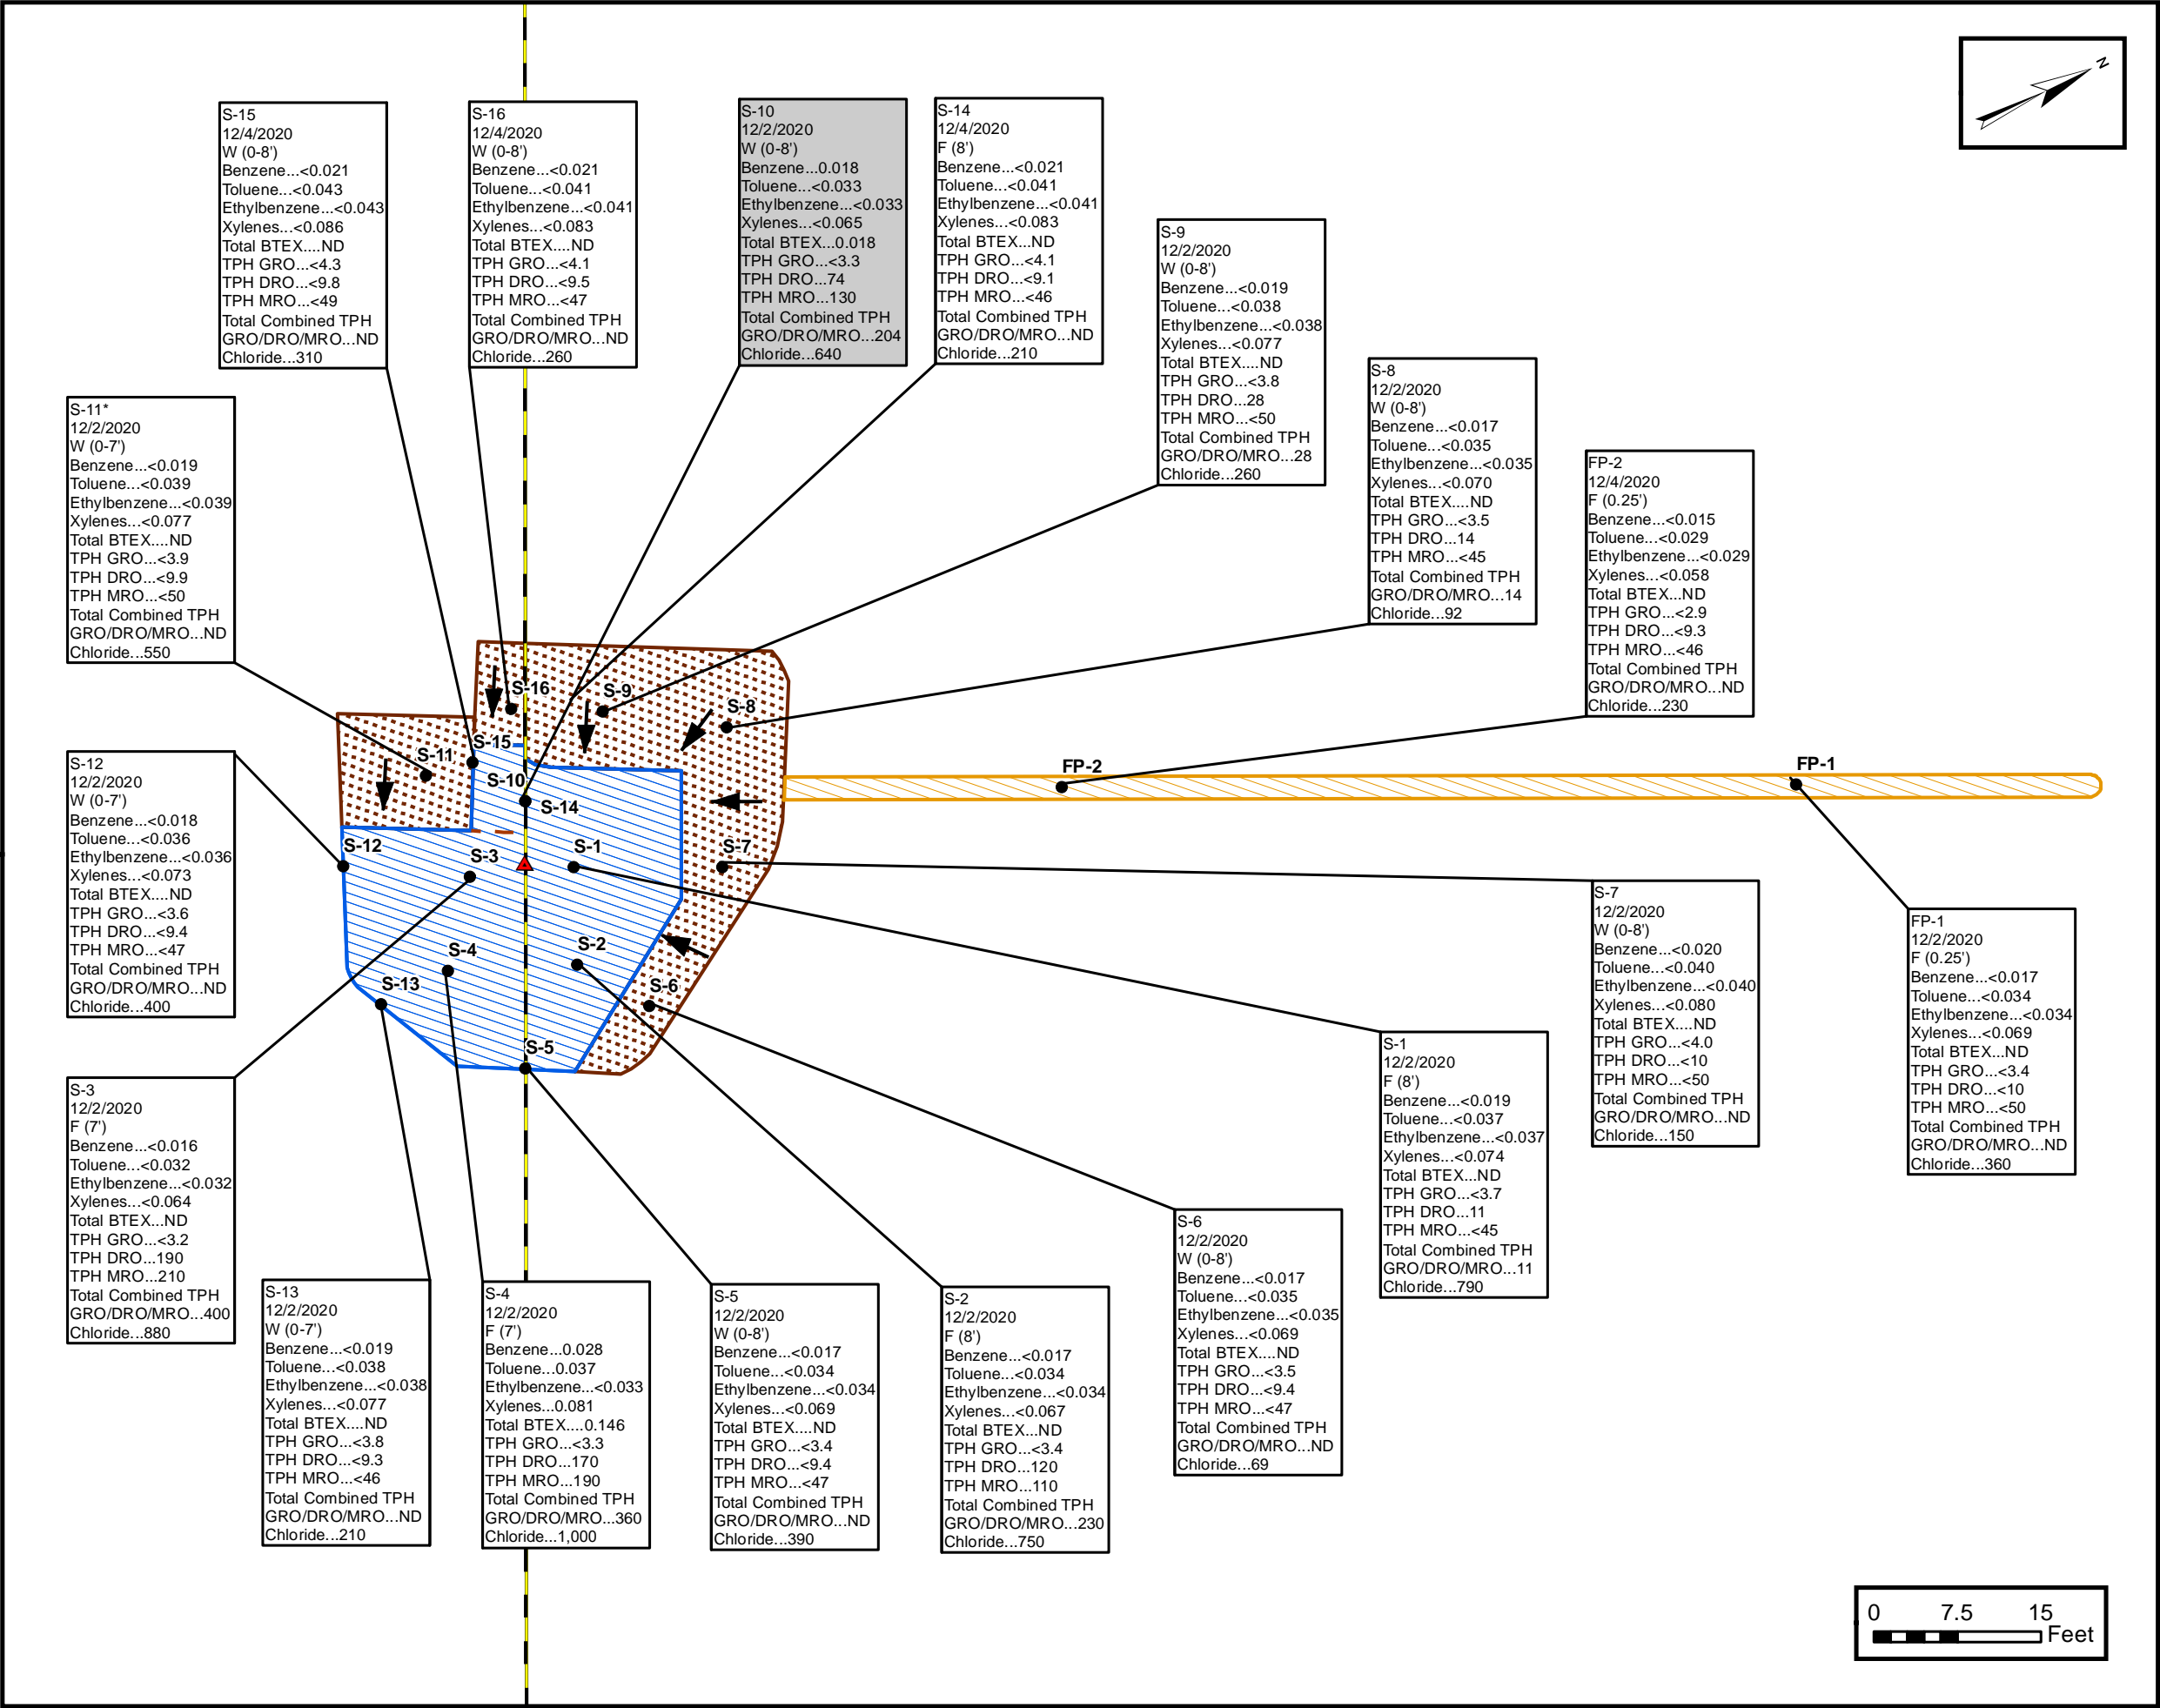 N
S-15
12/4/2020
W (0-8')
Benzene...<0.021
Toluene...<0.043
Ethylbenzene...<0.043
Xylenes...<0.086
Total BTEX....ND
TPH GRO...<4.3
TPH DRO...<9.8
TPH MRO...<49
Total Combined TPH
GRO/DRO/MRO...ND
Chloride...310
S-16
12/4/2020
W (0-8')
Benzene...<0.021
Toluene...<0.041
Ethylbenzene...<0.041
Xylenes...<0.083
Total BTEX....ND
TPH GRO...<4.1
TPH DRO...<9.5
TPH MRO...<47
Total Combined TPH
GRO/DRO/MRO...ND
Chloride...260
S-10
12/2/2020
W (0-8')
Benzene...0.018
Toluene...<0.033
Ethylbenzene...<0.033
Xylenes...<0.065
Total BTEX...0.018
TPH GRO...<3.3
TPH DRO...74
TPH MRO...130
Total Combined TPH
GRO/DRO/MRO...204
Chloride...640
S-14
12/4/2020
F (8')
Benzene...<0.021
Toluene...<0.041
Ethylbenzene...<0.041
Xylenes...<0.083
Total BTEX...ND
TPH GRO...<4.1
TPH DRO...<9.1
TPH MRO...<46
Total Combined TPH
GRO/DRO/MRO...ND
Chloride...210
S-9
12/2/2020
W (0-8')
Benzene...<0.019
Toluene...<0.038
Ethylbenzene...<0.038
Xylenes...<0.077
Total BTEX....ND
TPH GRO...<3.8
TPH DRO...28
TPH MRO...<50
Total Combined TPH
GRO/DRO/MRO...28
Chloride...260
S-8
12/2/2020
W (0-8')
Benzene...<0.017
Toluene...<0.035
Ethylbenzene...<0.035
Xylenes...<0.070
Total BTEX....ND
TPH GRO...<3.5
TPH DRO...14
TPH MRO...<45
Total Combined TPH
GRO/DRO/MRO...14
Chloride...92
S-11*
12/2/2020
W (0-7')
Benzene...<0.019
Toluene...<0.039
Ethylbenzene...<0.039
Xylenes...<0.077
Total BTEX....ND
TPH GRO...<3.9
TPH DRO...<9.9
TPH MRO...<50
Total Combined TPH
GRO/DRO/MRO...ND
Chloride...550
FP-2
12/4/2020
F (0.25')
Benzene...<0.015
Toluene...<0.029
Ethylbenzene...<0.029
Xylenes...<0.058
Total BTEX...ND
TPH GRO...<2.9
TPH DRO...<9.3
TPH MRO...<46
Total Combined TPH
GRO/DRO/MRO...ND
Chloride...230
S-16
S-9
S-8
S-15
S-11
S-10
S-14
FP-2
FP-1
S-12
S-3
S-1
S-7
S-4
S-2
S-13
S-6
S-5
S-12
12/2/2020
W (0-7')
Benzene...<0.018
Toluene...<0.036
Ethylbenzene...<0.036
Xylenes...<0.073
Total BTEX....ND
TPH GRO...<3.6
TPH DRO...<9.4
TPH MRO...<47
Total Combined TPH
GRO/DRO/MRO...ND
Chloride...400
S-7
12/2/2020
W (0-8')
Benzene...<0.020
Toluene...<0.040
Ethylbenzene...<0.040
Xylenes...<0.080
Total BTEX....ND
TPH GRO...<4.0
TPH DRO...<10
TPH MRO...<50
Total Combined TPH
GRO/DRO/MRO...ND
Chloride...150
FP-1
12/2/2020
F (0.25')
Benzene...<0.017
Toluene...<0.034
Ethylbenzene...<0.034
Xylenes...<0.069
Total BTEX...ND
TPH GRO...<3.4
TPH DRO...<10
TPH MRO...<50
Total Combined TPH
GRO/DRO/MRO...ND
Chloride...360
S-3
12/2/2020
F (7')
Benzene...<0.016
Toluene...<0.032
Ethylbenzene...<0.032
Xylenes...<0.064
Total BTEX...ND
TPH GRO...<3.2
TPH DRO...190
TPH MRO...210
Total Combined TPH
GRO/DRO/MRO...400
Chloride...880
S-1
12/2/2020
F (8')
Benzene...<0.019
Toluene...<0.037
Ethylbenzene...<0.037
Xylenes...<0.074
Total BTEX...ND
TPH GRO...<3.7
TPH DRO...11
TPH MRO...<45
Total Combined TPH
GRO/DRO/MRO...11
Chloride...790
S-13
12/2/2020
W (0-7')
Benzene...<0.019
Toluene...<0.038
Ethylbenzene...<0.038
Xylenes...<0.077
Total BTEX....ND
TPH GRO...<3.8
TPH DRO...<9.3
TPH MRO...<46
Total Combined TPH
GRO/DRO/MRO...ND
Chloride...210
S-4
12/2/2020
F (7')
Benzene...0.028
Toluene...0.037
Ethylbenzene...<0.033
Xylenes...0.081
Total BTEX....0.146
TPH GRO...<3.3
TPH DRO...170
TPH MRO...190
Total Combined TPH
GRO/DRO/MRO...360
Chloride...1,000
S-5
12/2/2020
W (0-8')
Benzene...<0.017
Toluene...<0.034
Ethylbenzene...<0.034
Xylenes...<0.069
Total BTEX....ND
TPH GRO...<3.4
TPH DRO...<9.4
TPH MRO...<47
Total Combined TPH
GRO/DRO/MRO...ND
Chloride...390
S-2
12/2/2020
F (8')
Benzene...<0.017
Toluene...<0.034
Ethylbenzene...<0.034
Xylenes...<0.067
Total BTEX...ND
TPH GRO...<3.4
TPH DRO...120
TPH MRO...110
Total Combined TPH
GRO/DRO/MRO...230
Chloride...750
S-6
12/2/2020
W (0-8')
Benzene...<0.017
Toluene...<0.035
Ethylbenzene...<0.035
Xylenes...<0.069
Total BTEX....ND
TPH GRO...<3.5
TPH DRO...<9.4
TPH MRO...<47
Total Combined TPH
GRO/DRO/MRO...ND
Chloride...69
0 7.5 15
Feet